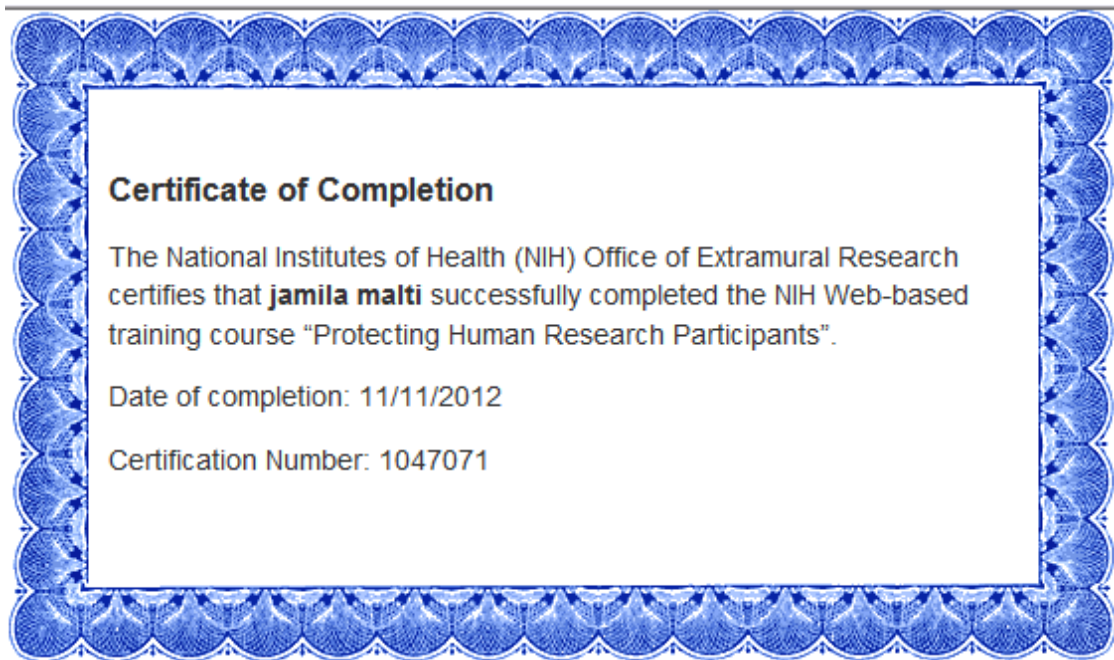 Certificate of Completion
The National Institutes of Health (NIH) Office of Extramural Research
certifies that jamila malti successfully completed the NIH Web-based
training course “Protecting Human Research Participants”.
Date of completion: 11/11/2012
Certification Number: 1047071